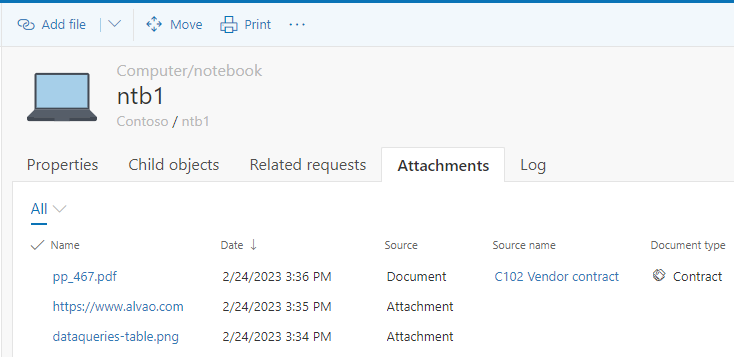 Add file Move Print ...
Computer/notebook
ntb1
Contoso / ntb1
Properties Child objects Related requests Attachments Log
All
Name Date ↓ Source Source name Document type
pp_467.pdf 2/24/2023 3:36 PM Document C102 Vendor contract Contract
https://www.alvao.com 2/24/2023 3:35 PM Attachment
dataqueries-table.png 2/24/2023 3:34 PM Attachment